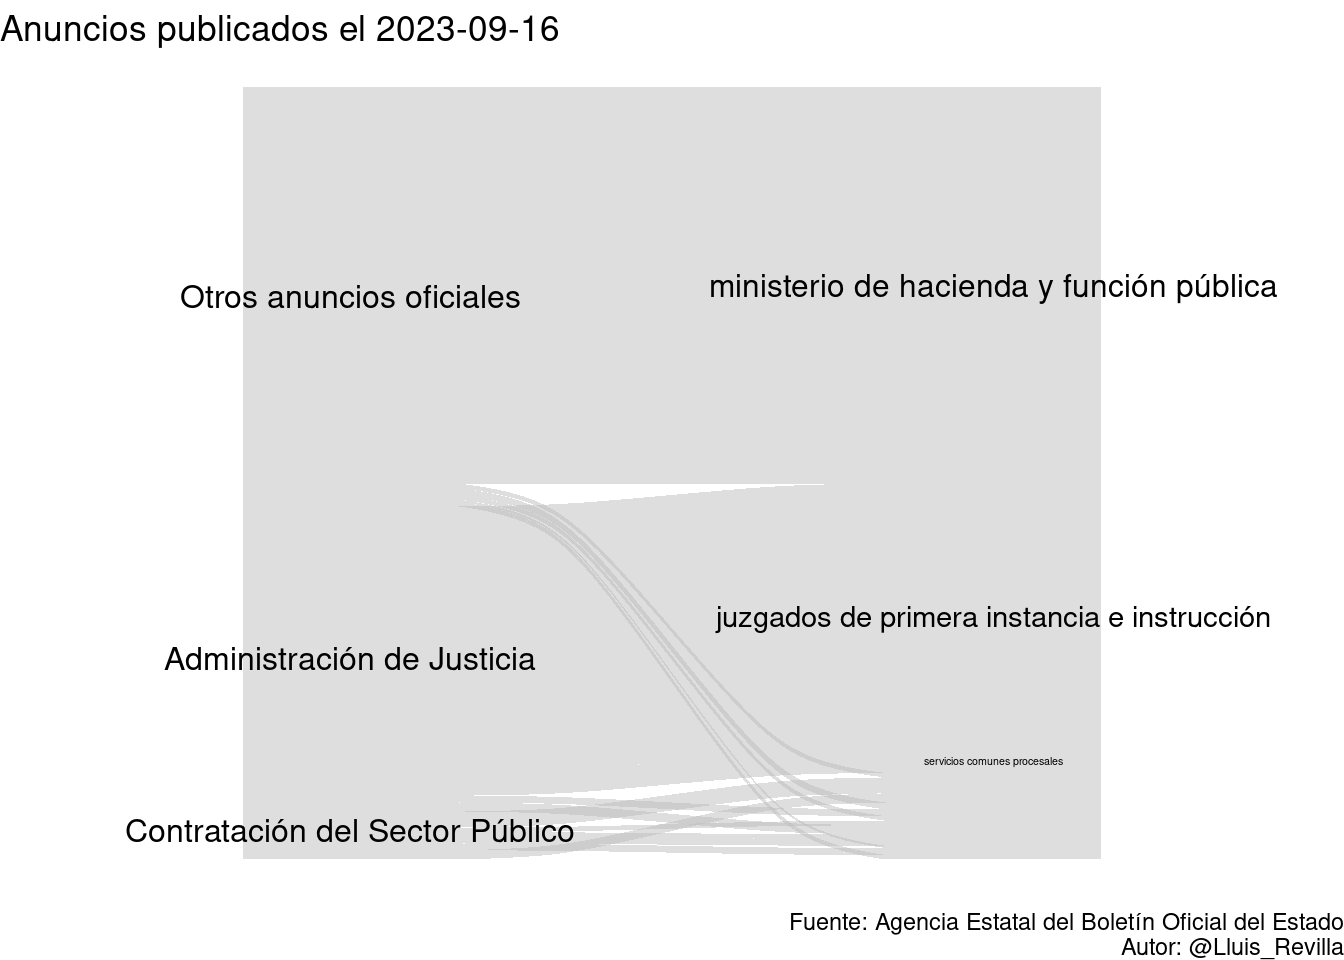 Anuncios publicados el 2023-09-16
Otros anuncios oficiales
ministerio de hacienda y función pública
juzgados de primera instancia e instrucción
Administración de Justicia
servicios comunes procesales
Contratación del Sector Público
Fuente: Agencia Estatal del Boletín Oficial del Estado
Autor: @Lluis_Revilla